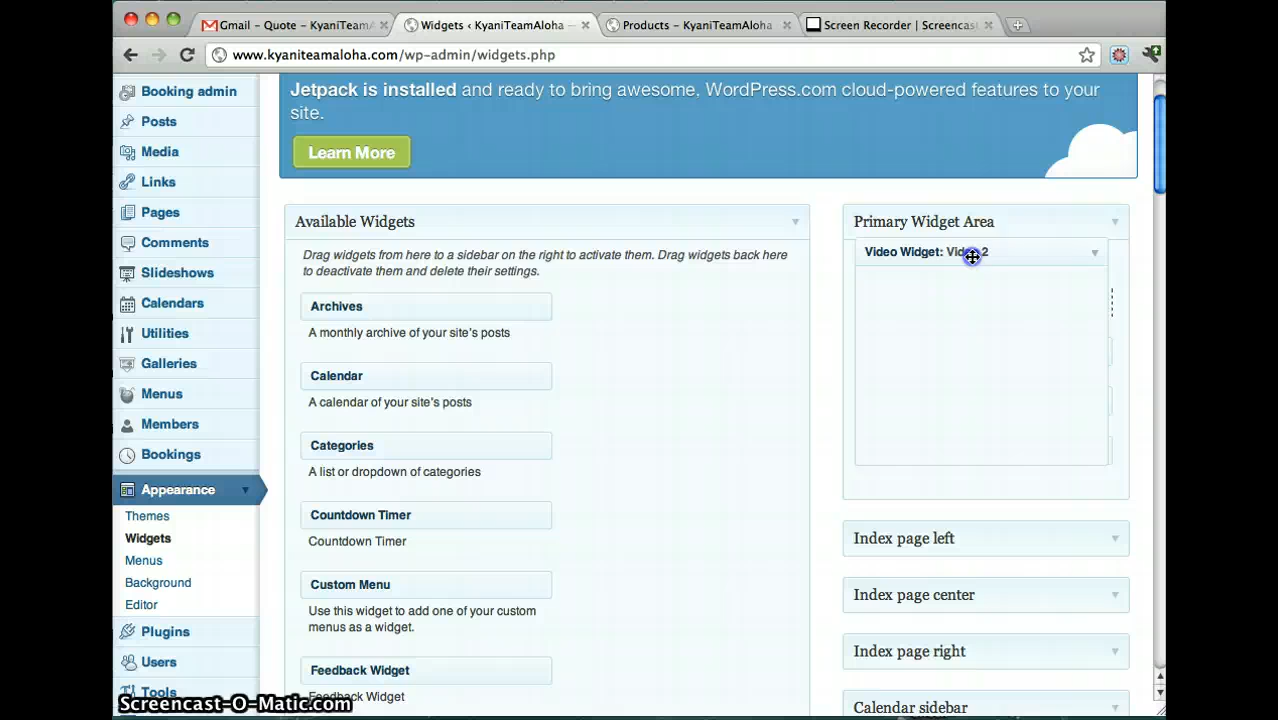 Gmail - Quote - KyaniTeamA
Widgets ‹ KyaniTeamAloha —
Products – KyaniTeamAloha
Screen Recorder | Screencas
www.kyaniteamaloha.com/wp-admin/widgets.php
Booking admin
Posts
Media
Links
Pages
Comments
Slideshows
Calendars
Utilities
Galleries
Menus
Members
Bookings
Appearance
Themes
Widgets
Menus
Background
Editor
Plugins
Users
Tools
Jetpack is installed and ready to bring awesome, WordPress.com cloud-powered features to your
site.
Learn More
Available Widgets
Drag widgets from here to a sidebar on the right to activate them. Drag widgets back here
to deactivate them and delete their settings.
Archives
A monthly archive of your site's posts
Calendar
A calendar of your site's posts
Categories
A list or dropdown of categories
Countdown Timer
Countdown Timer
Custom Menu
Use this widget to add one of your custom
menus as a widget.
Feedback Widget
Feedback Widget
Primary Widget Area
Video Widget: Video 2
Index page left
Index page center
Index page right
Calendar sidebar
Screencast-O-Matic.com